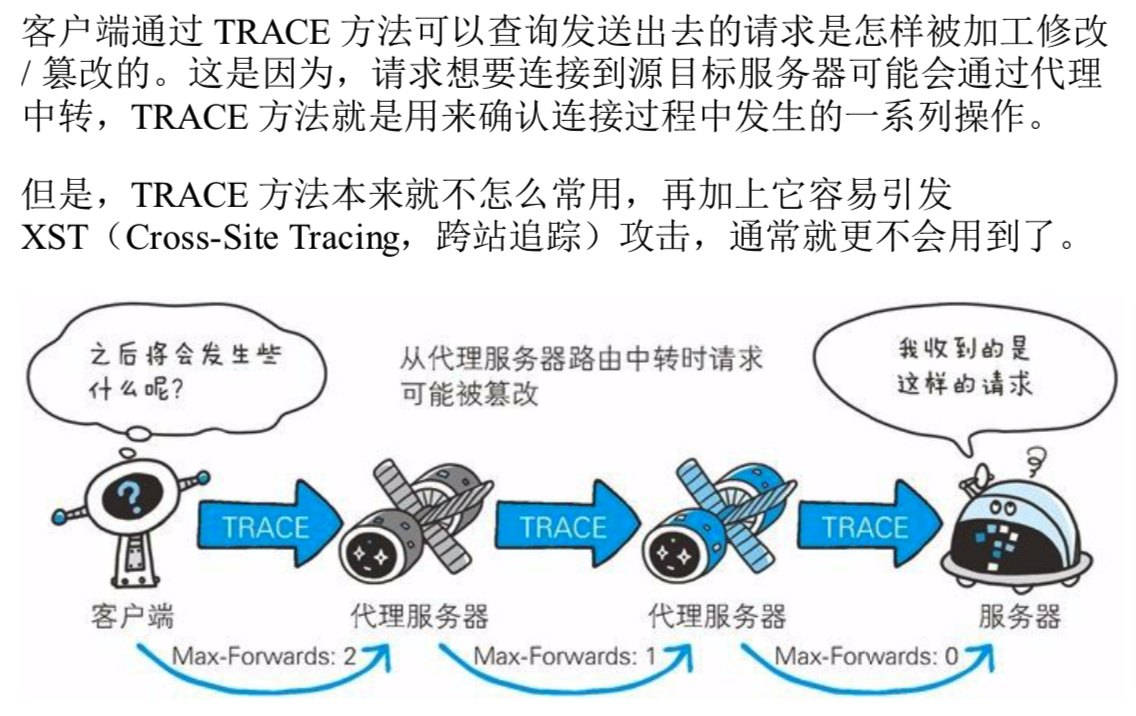 客户端通过 TRACE 方法可以查询发送出去的请求是怎样被加工修改
/ 篡改的。这是因为，请求想要连接到源目标服务器可能会通过代理
中转，TRACE 方法就是用来确认连接过程中发生的一系列操作。
但是，TRACE 方法本来就不怎么常用，再加上它容易引发
XST（Cross-Site Tracing，跨站追踪）攻击，通常就更不会用到了。
之后将会发生些
什么呢?
从代理服务器路由中转时请求
可能被篡改
我收到的是
这样的请求
?
TRACE
TRACE
TRACE
客户端
代理服务器
代理服务器
服务器
Max-Forwards: 2
Max-Forwards: 1
Max-Forwards: 0